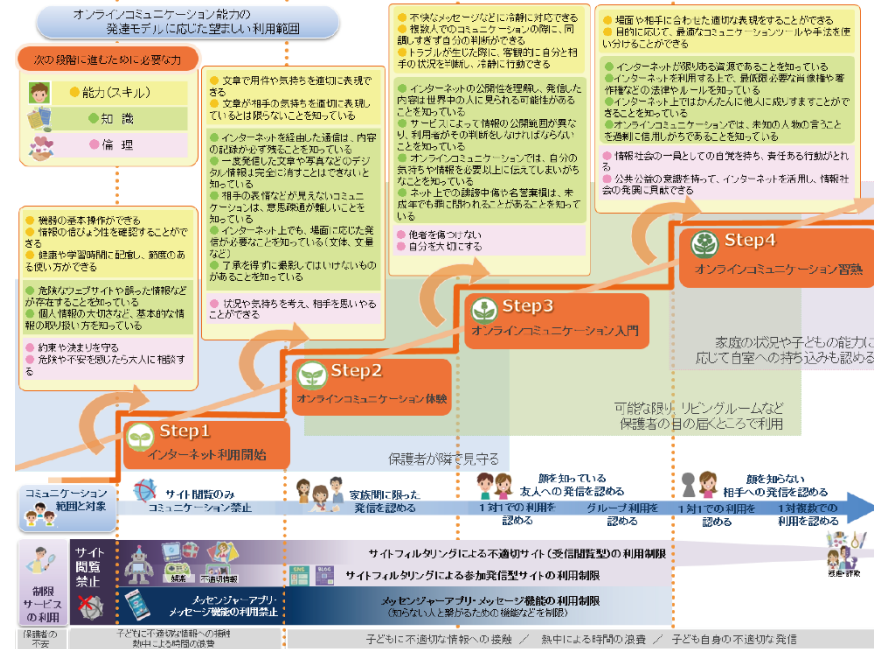 オンラインコミュニケーション能力の
発達モデルに応じた望ましい利用範囲
次の段階に進むために必要な力
能力(スキル)
知識
倫理
機器の基本操作ができる
情報の信ぴょう性を確認することが
できる
健康や学習時間に配慮し、節度のあ
る使い方ができる
危険なウェブサイトや誤った情報など
が存在することを知っている
個人情報の大切さなど、基本的な情
報の取り扱い方を知っている
約束や決まりを守る
危険や不安を感じたら大人に相談す
る
文章で用件や気持ちを適切に表現で
きる
文章が相手の気持ちを適切に表現し
ているとは限らないことを知っている
インターネットを経由した通信は、内容
の記録が必ず残ることを知っている
一度発信した文章や写真などのデジ
タル情報は完全に消すことはできないと
知っている
相手の表情などが見えないコミュニ
ケーションは、意思疎通が難しいことを
知っている
インターネット上でも、場面に応じた発
信が必要なことを知っている(文体、文量
など)
了承を得ずに撮影してはいけないもの
があることを知っている
状況や気持ちを考え、相手を思いやる
ことができる
不快なメッセージなどに冷静に対応できる
複数人でのコミュニケーションの際に、同
調しすぎず自分の判断ができる
トラブルが生じた際に、客観的に自分と相
手の状況を判断し、冷静に行動できる
インターネットの公開性を理解し、発信した
内容は世界中の人に見られる可能性がある
ことを知っている
サービスによって情報の公開範囲が異な
り、利用者がその判断をしなければならない
ことを知っている
オンラインコミュニケーションでは、自分の
気持ちや情報を必要以上に伝えてしまいが
ちなことを知っている
ネット上での誹謗中傷や名誉棄損は、未
成年でも罪に問われることがあることを知って
いる
他者を傷つけない
自分を大切にする
場面や相手に合わせた適切な表現をすることができる
目的に応じて、最適なコミュニケーションツールや手法を使
い分けることができる
インターネットが限りある資源であることを知っている
インターネットを利用する上で、最低限必要な肖像権や著
作権などの法律やルールを知っている
インターネット上ではかんたんに他人に成りすますことがで
きることを知っている
オンラインコミュニケーションでは、未知の人物の言うこと
を過剰に信用しがちであることを知っている
情報社会の一員としての自覚を持ち、責任ある行動がとれ
る
公共公益の意識を持って、インターネットを活用し、情報社
会の発展に貢献できる
Step4
オンラインコミュニケーション習熟
Step3
オンラインコミュニケーション入門
家庭の状況や子どもの能力に
応じて自室への持ち込みも認める
Step2
オンラインコミュニケーション体験
可能な限り、リビングルームなど
保護者の目の届くところで利用
Step1
インターネット利用開始
保護者が隣で見守る
コミュニケーション
範囲と対象
サイト閲覧のみ
コミュニケーション禁止
家族間に限った
発信を認める
顔を知っている
友人への発信を認める
1対1での利用を
認める
グループ利用を
認める
顔を知らない
相手への発信を認める
1対1での利用を
認める
1対複数での
利用を認める
制限
サービス
の利用
サイト
閲覧
禁止
不適切情報
サイトフィルタリングによる不適切サイト(受信閲覧型)の利用制限
サイトフィルタリングによる参加発信型サイトの利用制限
メッセンジャーアプリ・
メッセージ機能の利用禁止
メッセンジャーアプリ・メッセージ機能の利用制限
(知らない人と繋がるための機能などを制限)
保護者の
不安
子どもに不適切な情報への接触
熱中による時間の浪費
子どもに不適切な情報への接触 / 熱中による時間の浪費 / 子ども自身の不適切な発信